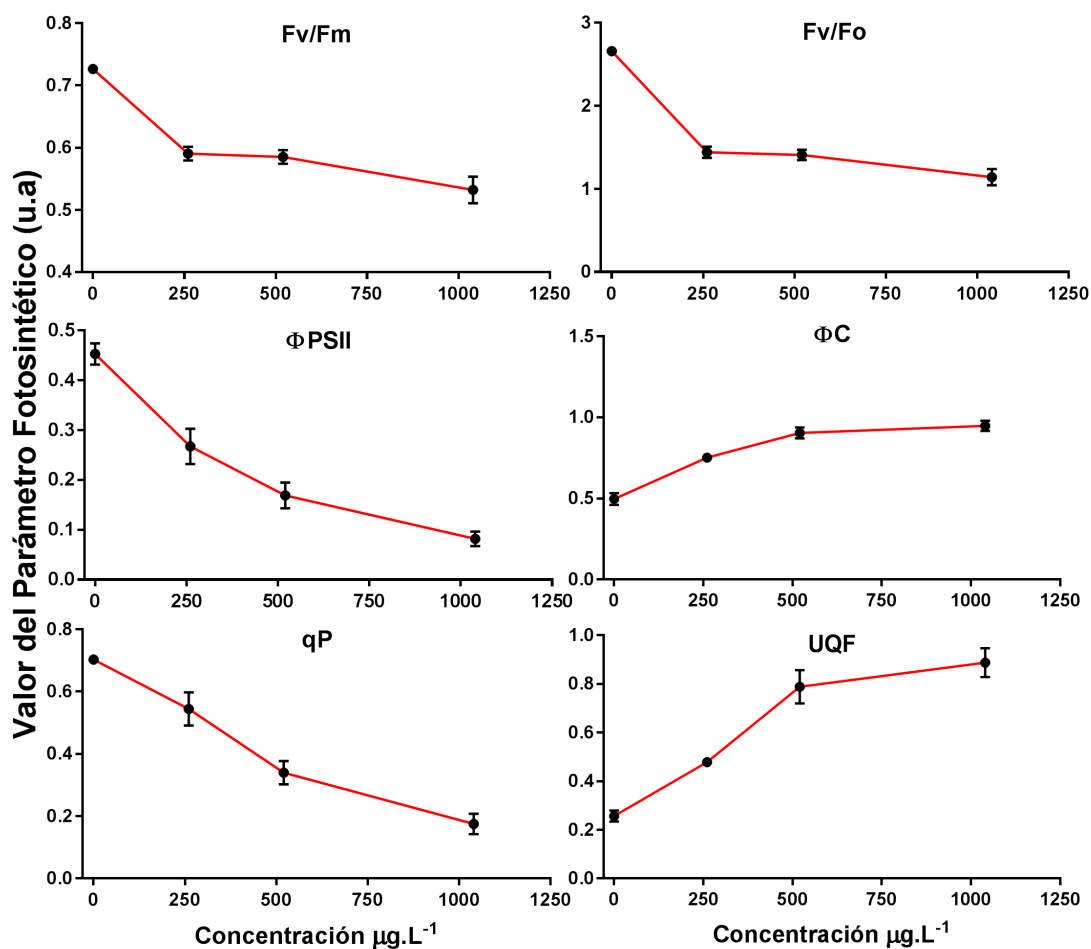 Valor del Parámetro Fotosintético (u.a)
Fv/Fm
0.8
0.7
0.6
0.5
0.4
0 250 500 750 1000 1250
Fv/Fo
3
2
1
0
0 250 500 750 1000 1250
ΦPSII
0.5
0.4
0.3
0.2
0.1
0.0
0 250 500 750 1000 1250
ΦC
1.5
1.0
0.5
0.0
0 250 500 750 1000 1250
qP
0.8
0.6
0.4
0.2
0.0
0 250 500 750 1000 1250
Concentración μg.L⁻¹
UQF
1.0
0.8
0.6
0.4
0.2
0.0
0 250 500 750 1000 1250
Concentración μg.L⁻¹